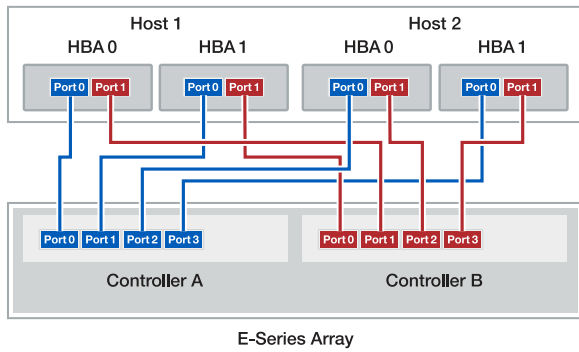 Host 1 Host 2
HBA 0 HBA 1 HBA 0 HBA 1
Port 0 Port 1 Port 0 Port 1 Port 0 Port 1 Port 0 Port 1
Port 0 Port 1 Port 2 Port 3 Port 0 Port 1 Port 2 Port 3
Controller A Controller B
E-Series Array